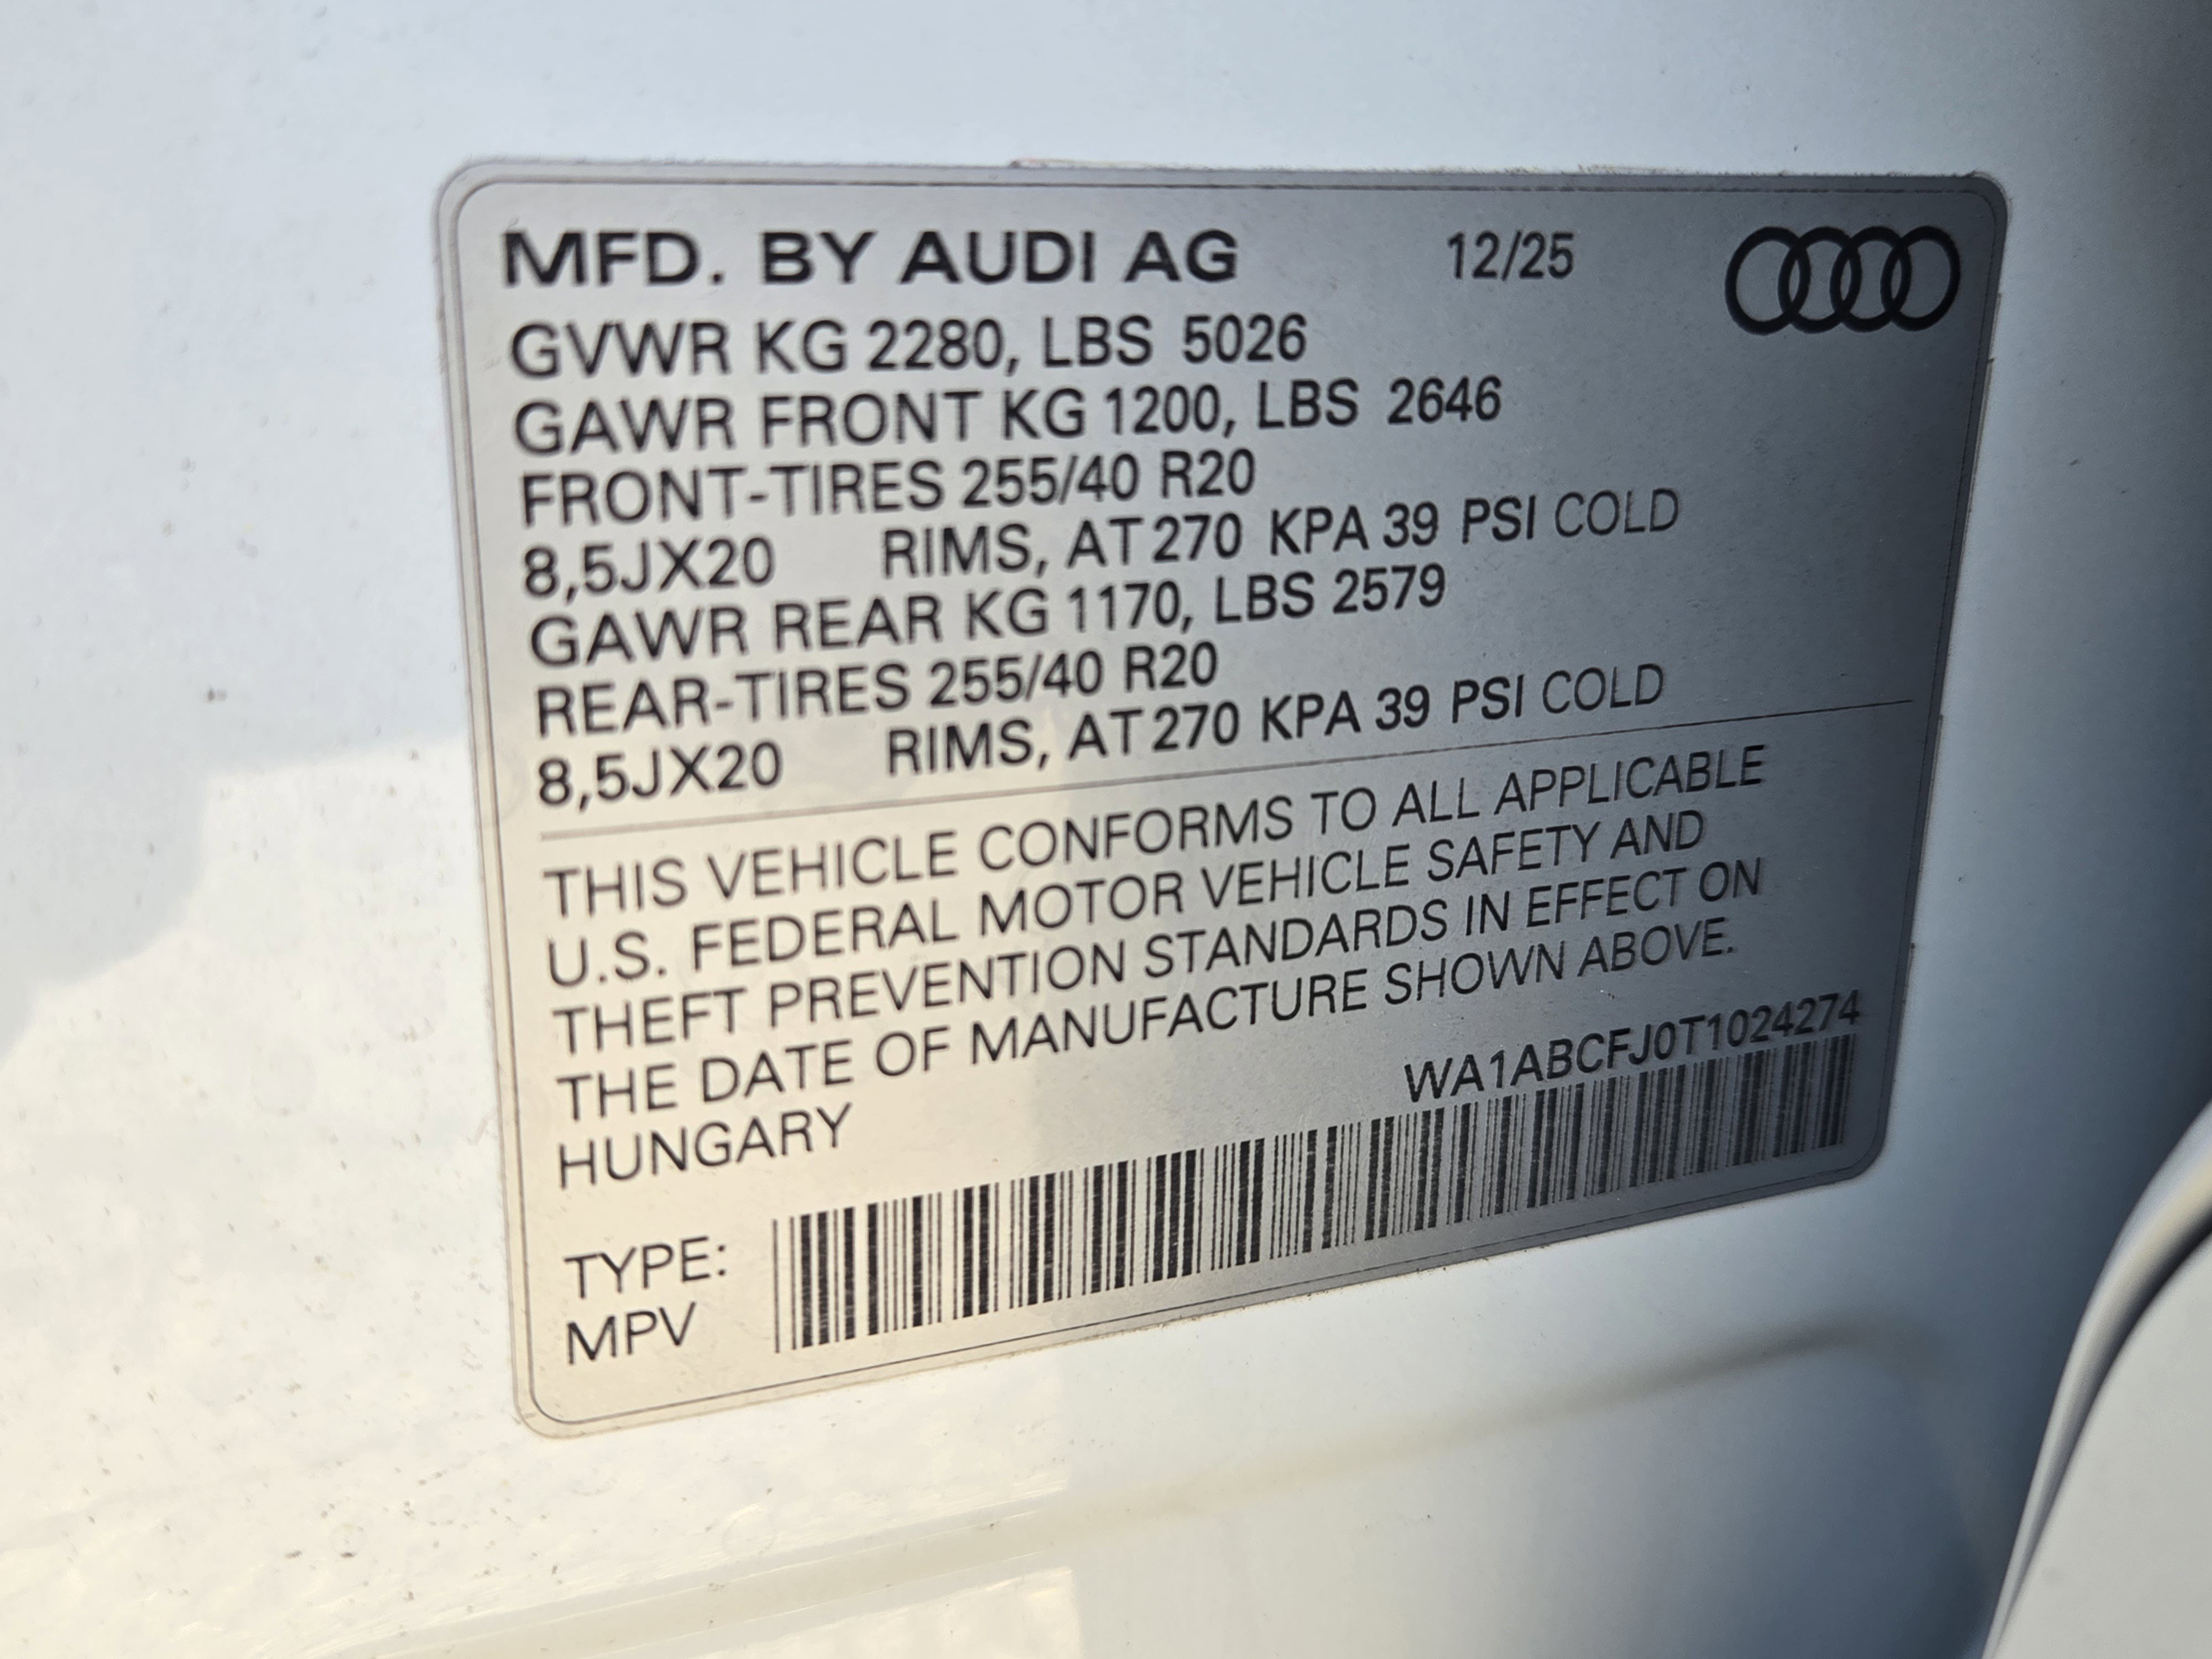 MFD. BY AUDI AG 12/25
GVWR KG 2280, LBS 5026
GAWR FRONT KG 1200, LBS 2646
FRONT-TIRES 255/40 R20
8,5JX20 RIMS, AT 270 KPA 39 PSI COLD
GAWR REAR KG 1170, LBS 2579
REAR-TIRES 255/40 R20
8,5JX20 RIMS, AT 270 KPA 39 PSI COLD
THIS VEHICLE CONFORMS TO ALL APPLICABLE
U.S. FEDERAL MOTOR VEHICLE SAFETY AND
THEFT PREVENTION STANDARDS IN EFFECT ON
THE DATE OF MANUFACTURE SHOWN ABOVE.
HUNGARY WA1ABCFJ0T1024274
TYPE:
MPV